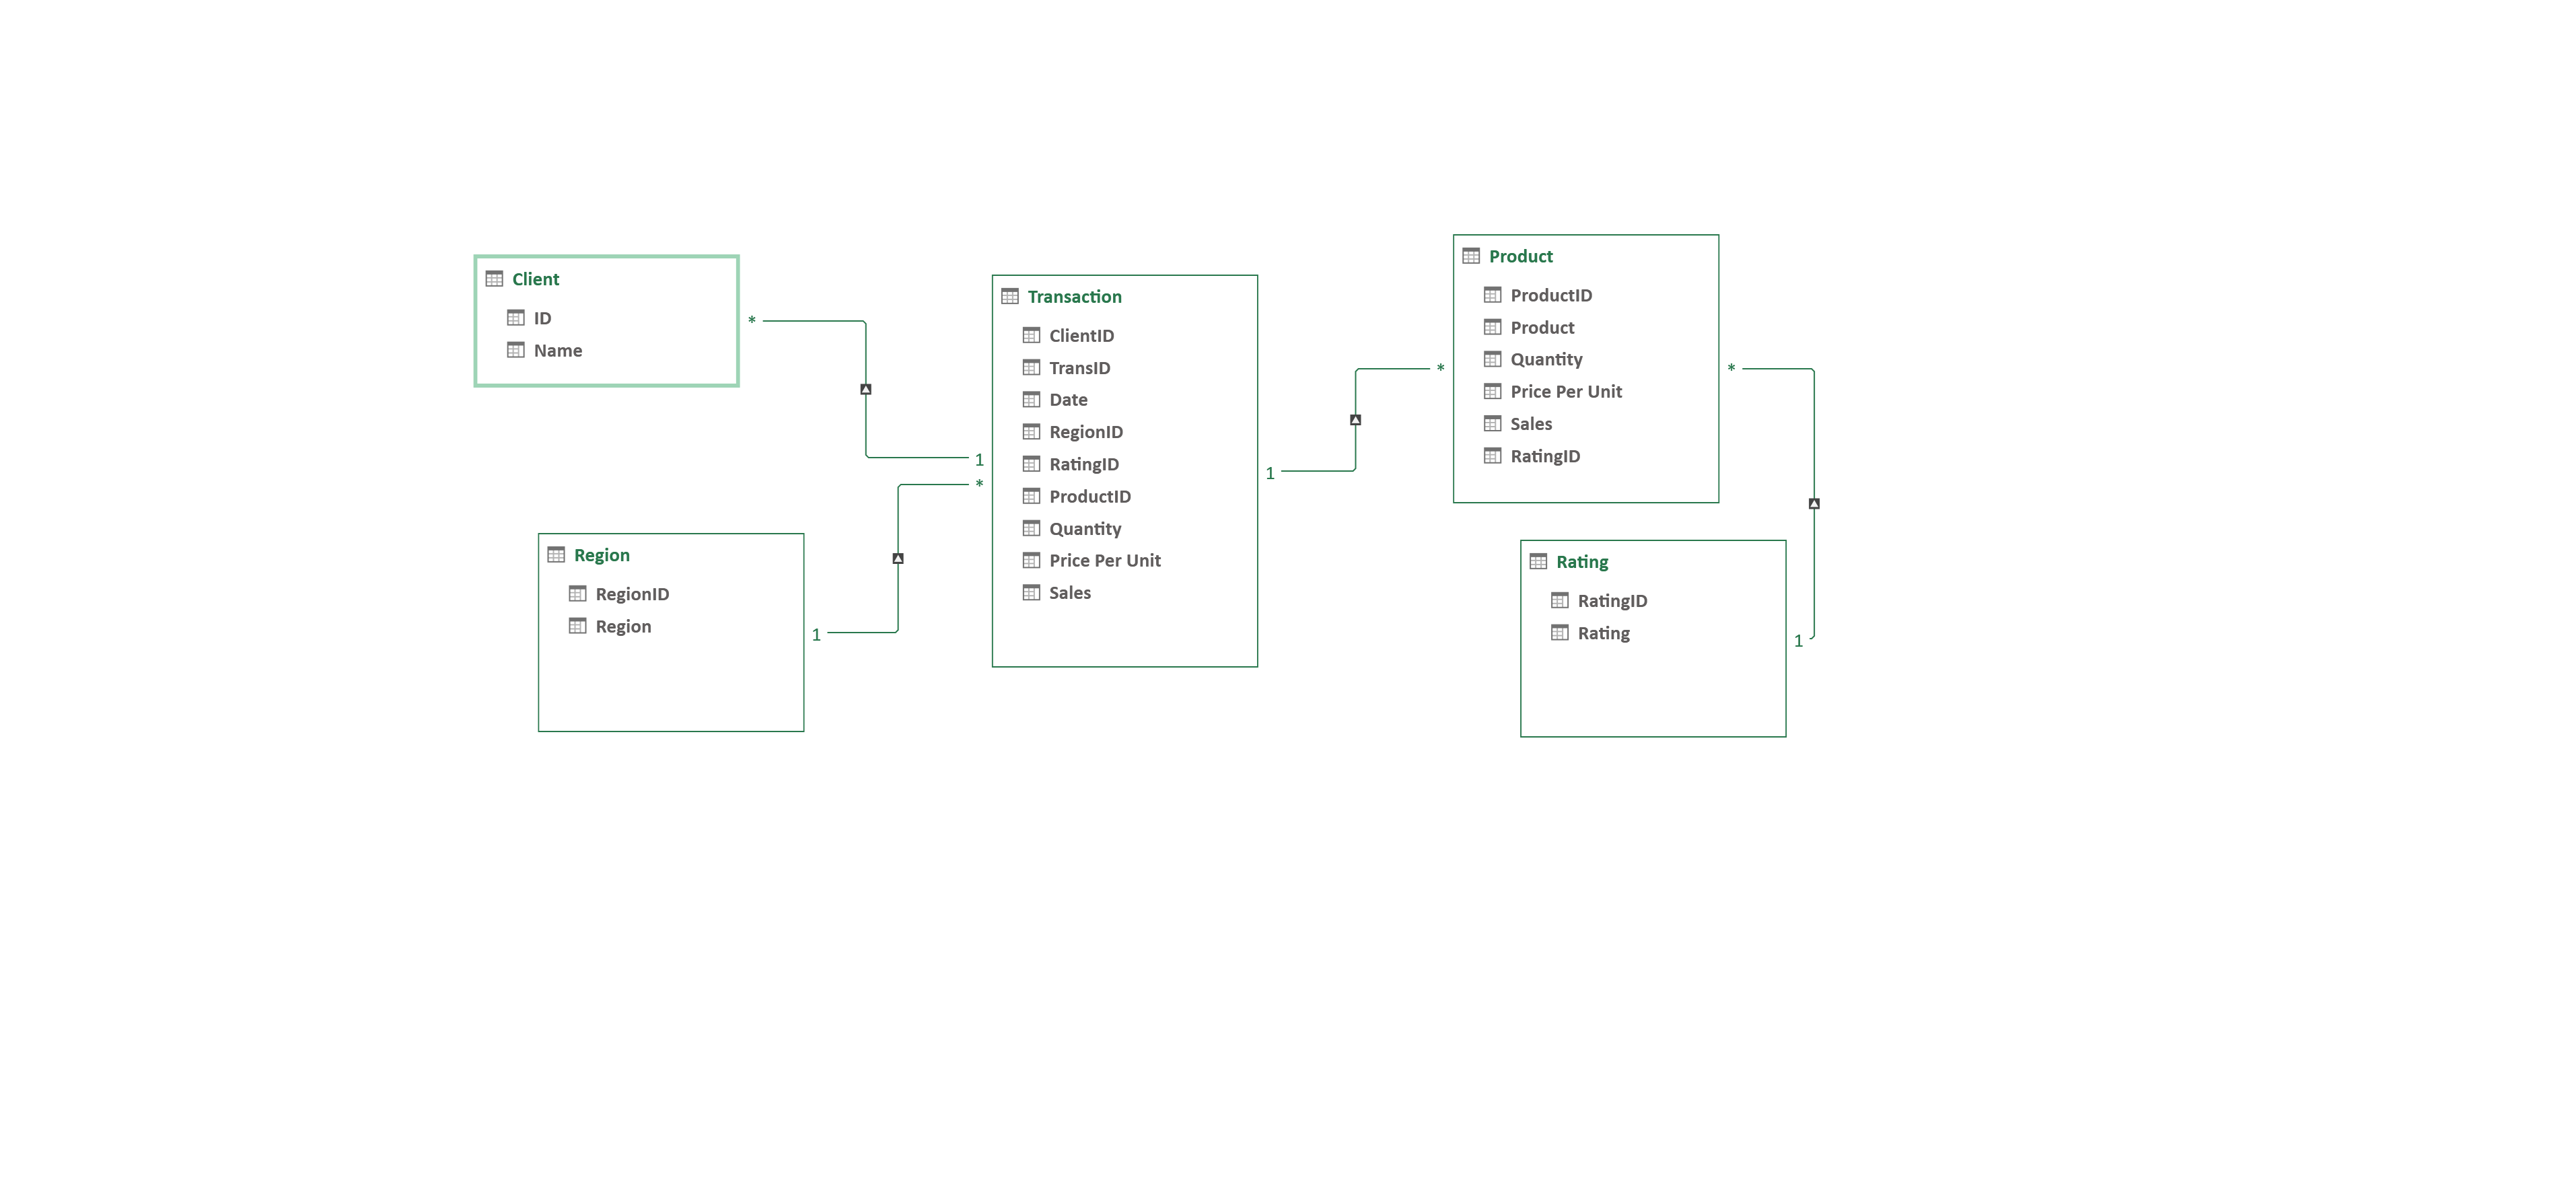 Client
ID
Name
*
1
*
Region
RegionID
Region
1
Transaction
ClientID
TransID
Date
RegionID
RatingID
ProductID
Quantity
Price Per Unit
Sales
1
*
Product
ProductID
Product
Quantity
Price Per Unit
Sales
RatingID
*
Rating
RatingID
Rating
1